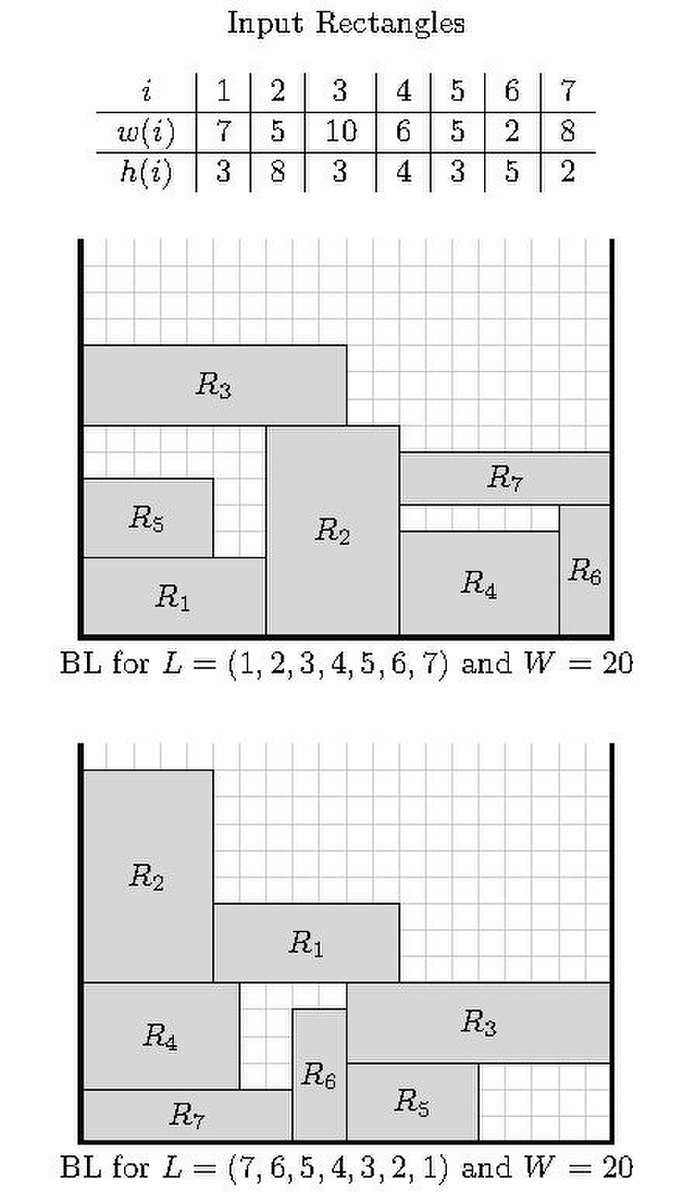 Input Rectangles
i 1 2 3 4 5 6 7
w(i) 7 5 10 6 5 2 8
h(i) 3 8 3 4 3 5 2
R₃
R₇
R₅
R₂
R₆
R₄
R₁
BL for L = (1, 2, 3, 4, 5, 6, 7) and W = 20
R₂
R₁
R₃
R₄
R₆
R₅
R₇
BL for L = (7, 6, 5, 4, 3, 2, 1) and W = 20